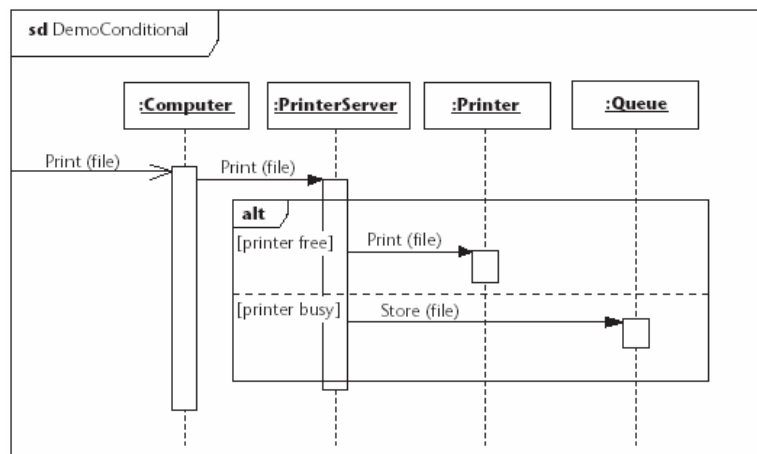 sd DemoConditional
:Computer
:PrinterServer
:Printer
:Queue
Print (file)
Print (file)
alt
[printer free]
Print (file)
[printer busy]
Store (file)